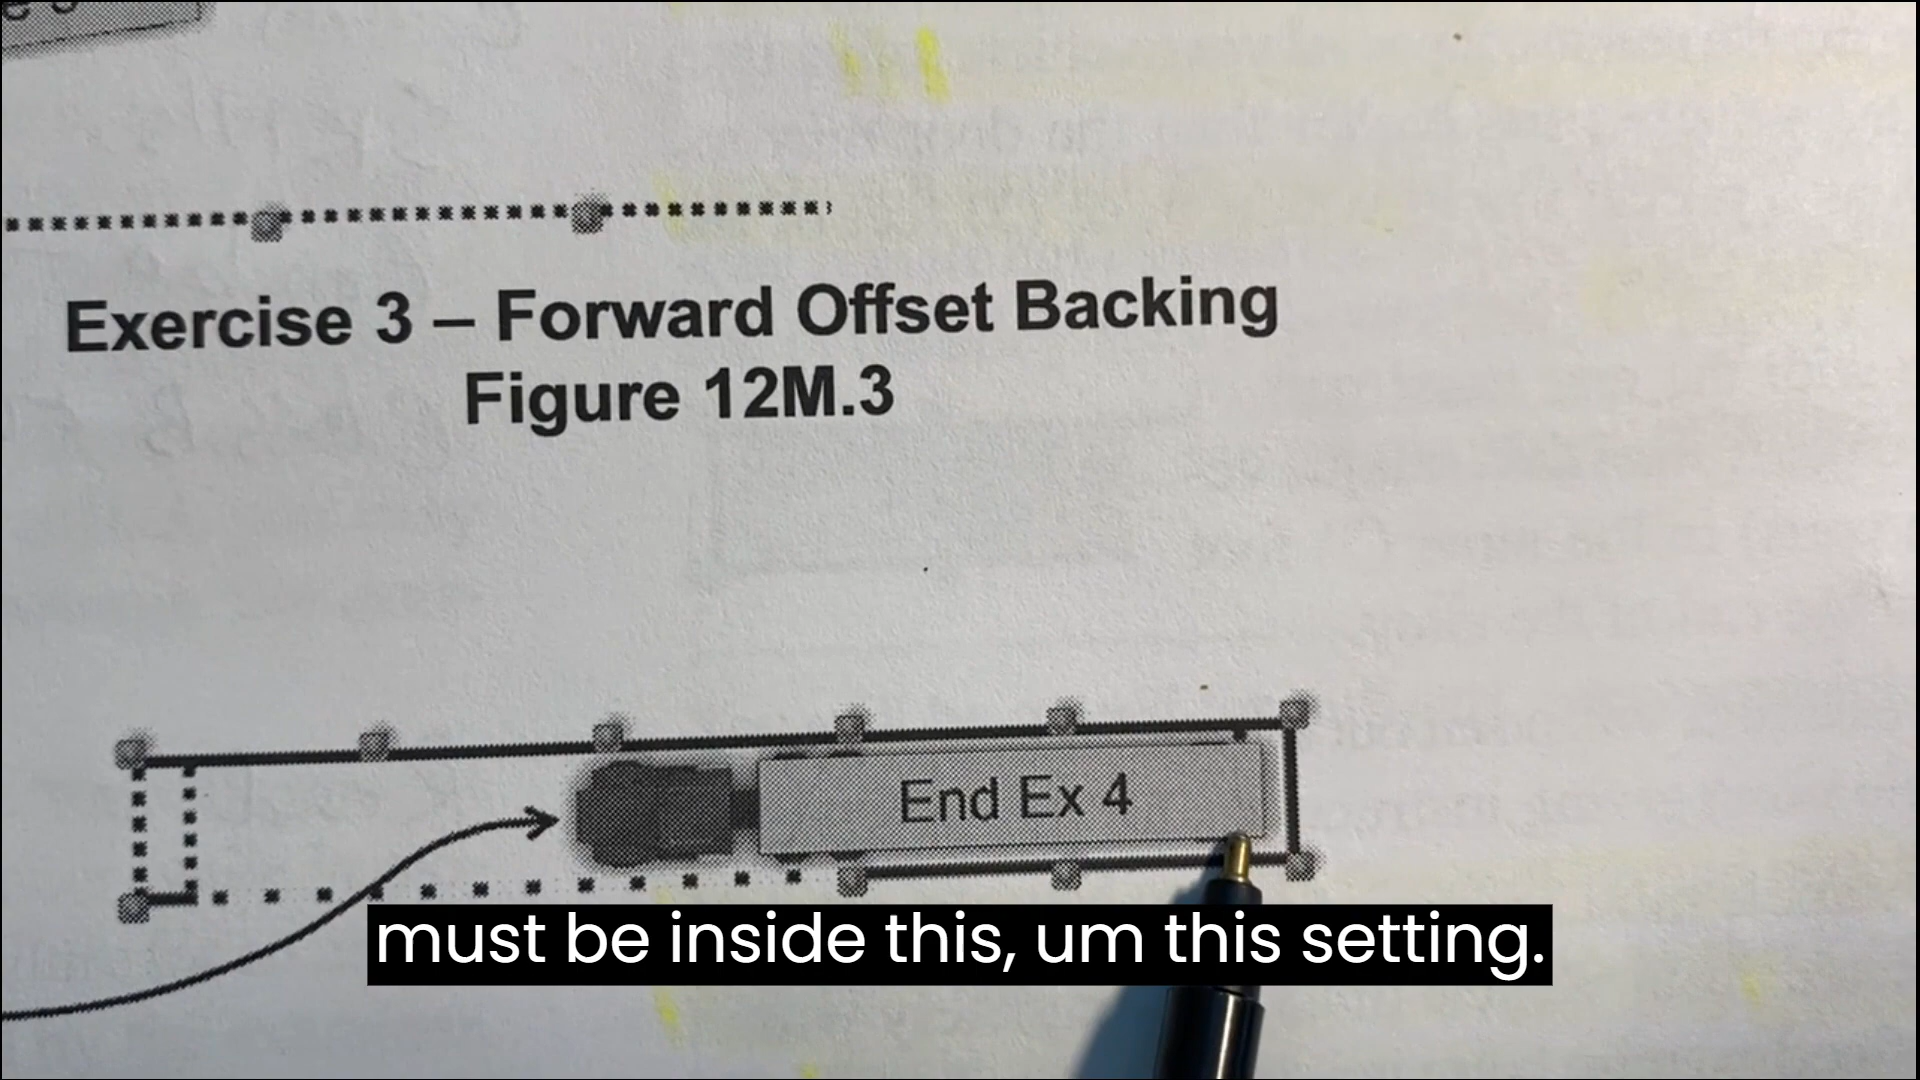 Exercise 3 – Forward Offset Backing
Figure 12M.3
End Ex 4
must be inside this, um this setting.